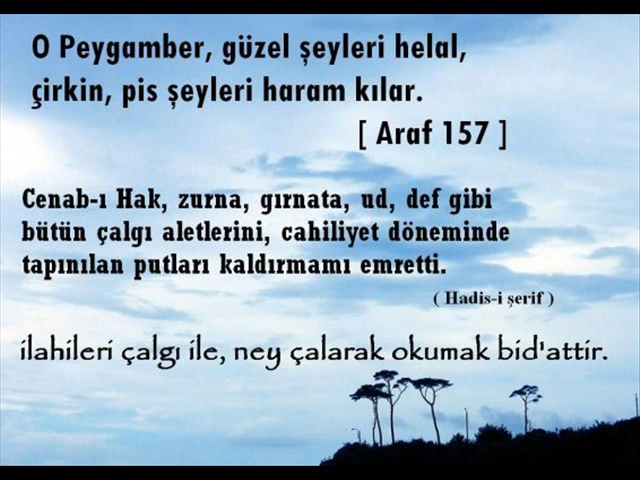 O Peygamber, güzel şeyleri helal,
çirkin, pis şeyleri haram kılar.
[ Araf 157 ]
Cenab-ı Hak, zurna, gırnata, ud, def gibi
bütün çalgı aletlerini, cahiliyet döneminde
tapınılan putları kaldırmamı emretti.
( Hadis-i şerif )
ilahileri çalgı ile, ney çalarak okumak bid'attir.